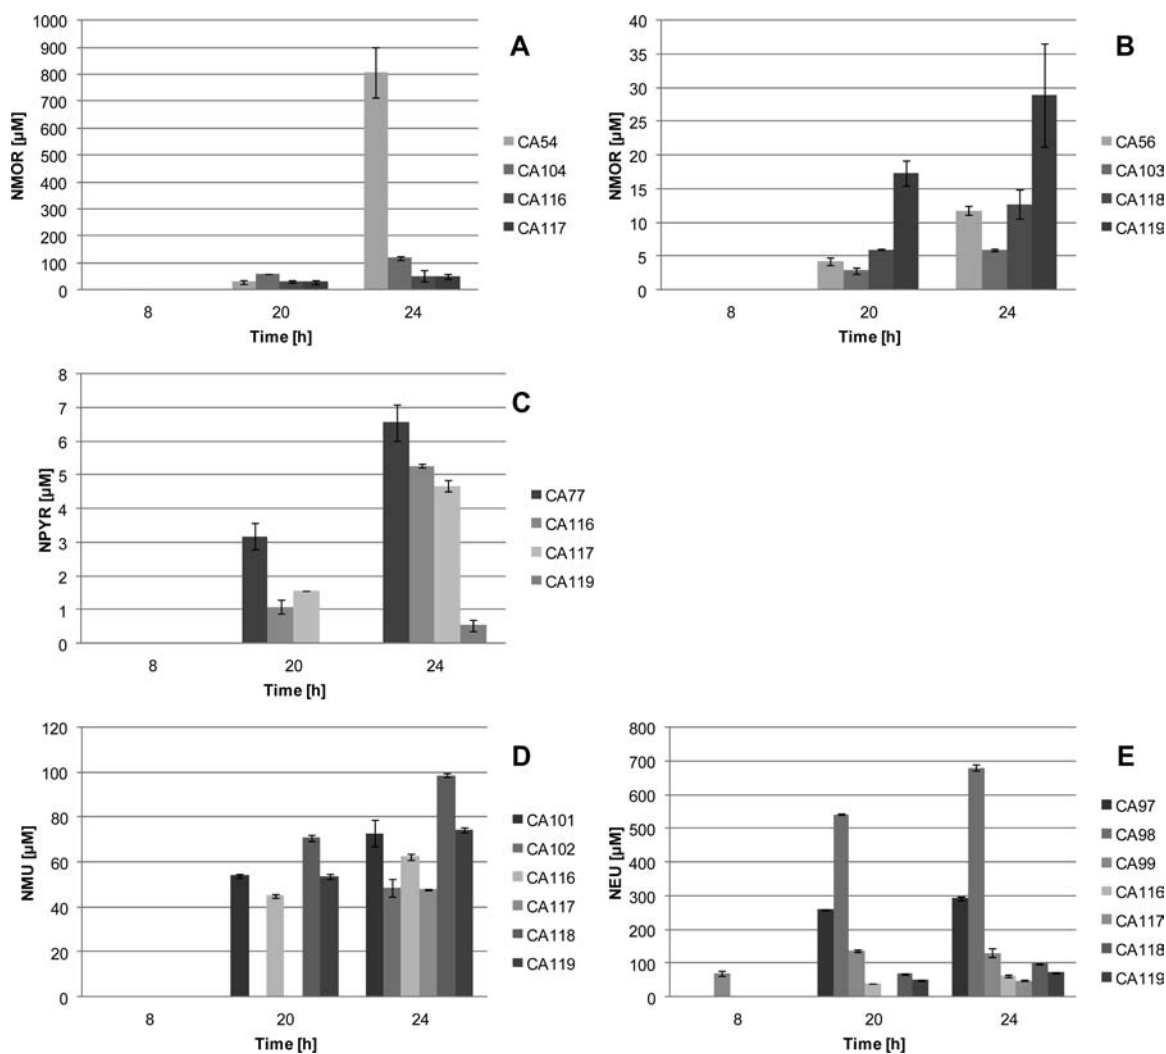 1000
900
800
700
600
500
400
300
200
100
0
NMOR [µM]
8 20 24
Time [h]
A
CA54
CA104
CA116
CA117
40
35
30
25
20
15
10
5
0
NMOR [µM]
8 20 24
Time [h]
B
CA56
CA103
CA118
CA119
8
7
6
5
4
3
2
1
0
NPYR [µM]
8 20 24
Time [h]
C
CA77
CA116
CA117
CA119
120
100
80
60
40
20
0
NMU [µM]
8 20 24
Time [h]
D
CA101
CA102
CA116
CA117
CA118
CA119
800
700
600
500
400
300
200
100
0
NEU [µM]
8 20 24
Time [h]
E
CA97
CA98
CA99
CA116
CA117
CA118
CA119